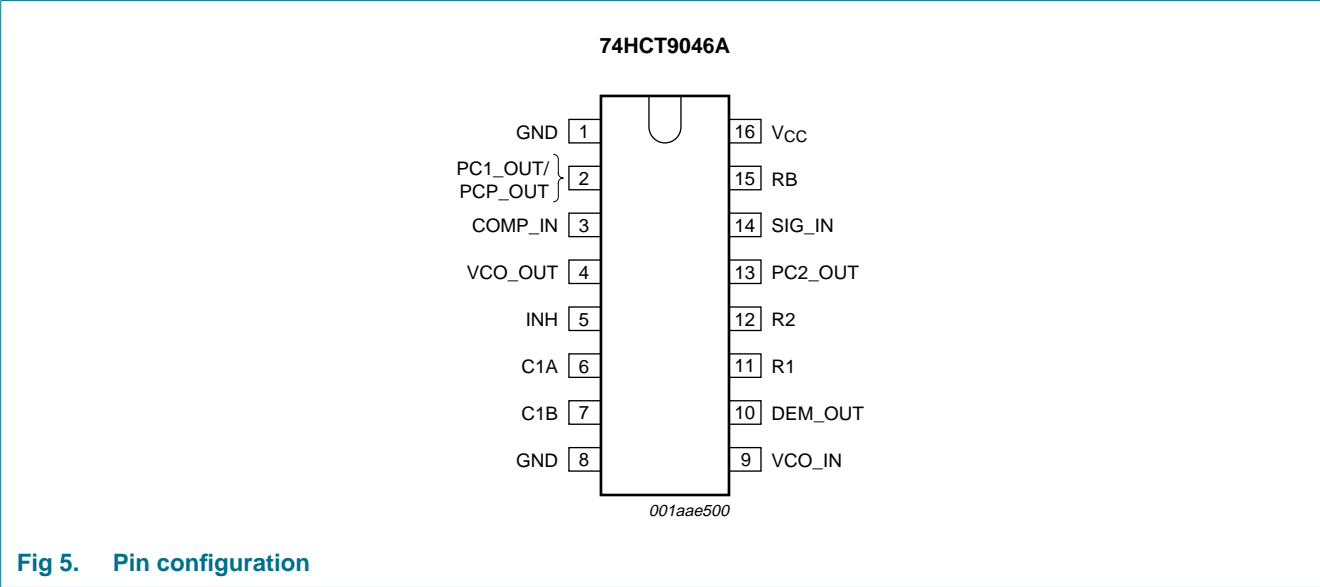 74HCT9046A
GND 1
16 VCC
PC1_OUT/
PCP_OUT
2
15 RB
COMP_IN 3
14 SIG_IN
VCO_OUT 4
13 PC2_OUT
INH 5
12 R2
C1A 6
11 R1
C1B 7
10 DEM_OUT
GND 8
9 VCO_IN
001aae500
Fig 5. Pin configuration